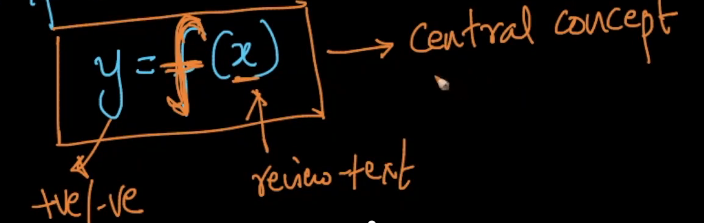 y = f(x) → central concept
review text
+ve/-ve